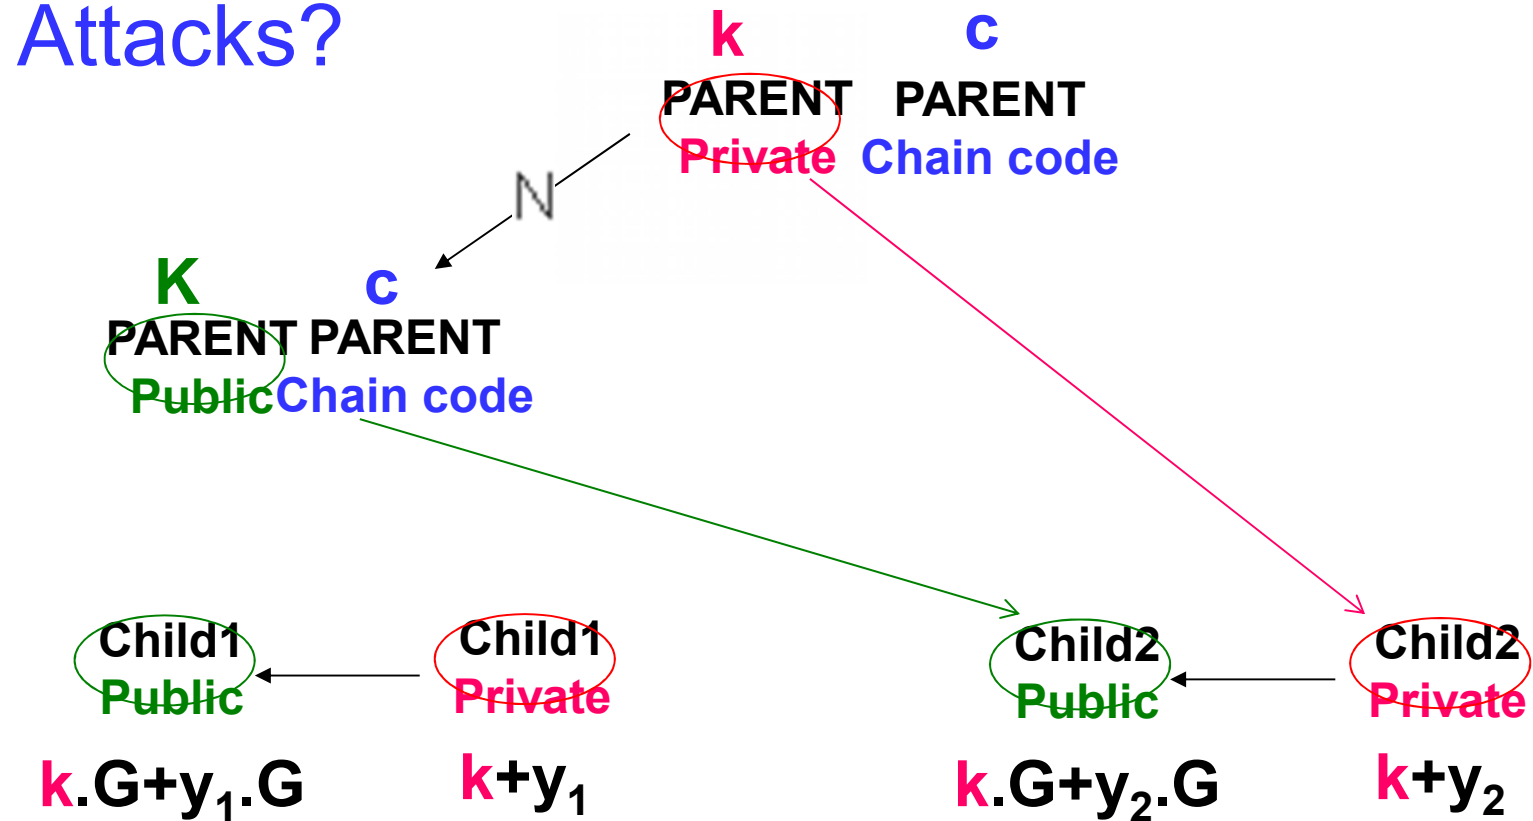 Attacks?
k c
PARENT PARENT
Private Chain code
N
K c
PARENT PARENT
Public Chain code
Child1 Child1 Child2 Child2
Public Private Public Private
k.G+y₁.G k+y₁ k.G+y₂.G k+y₂